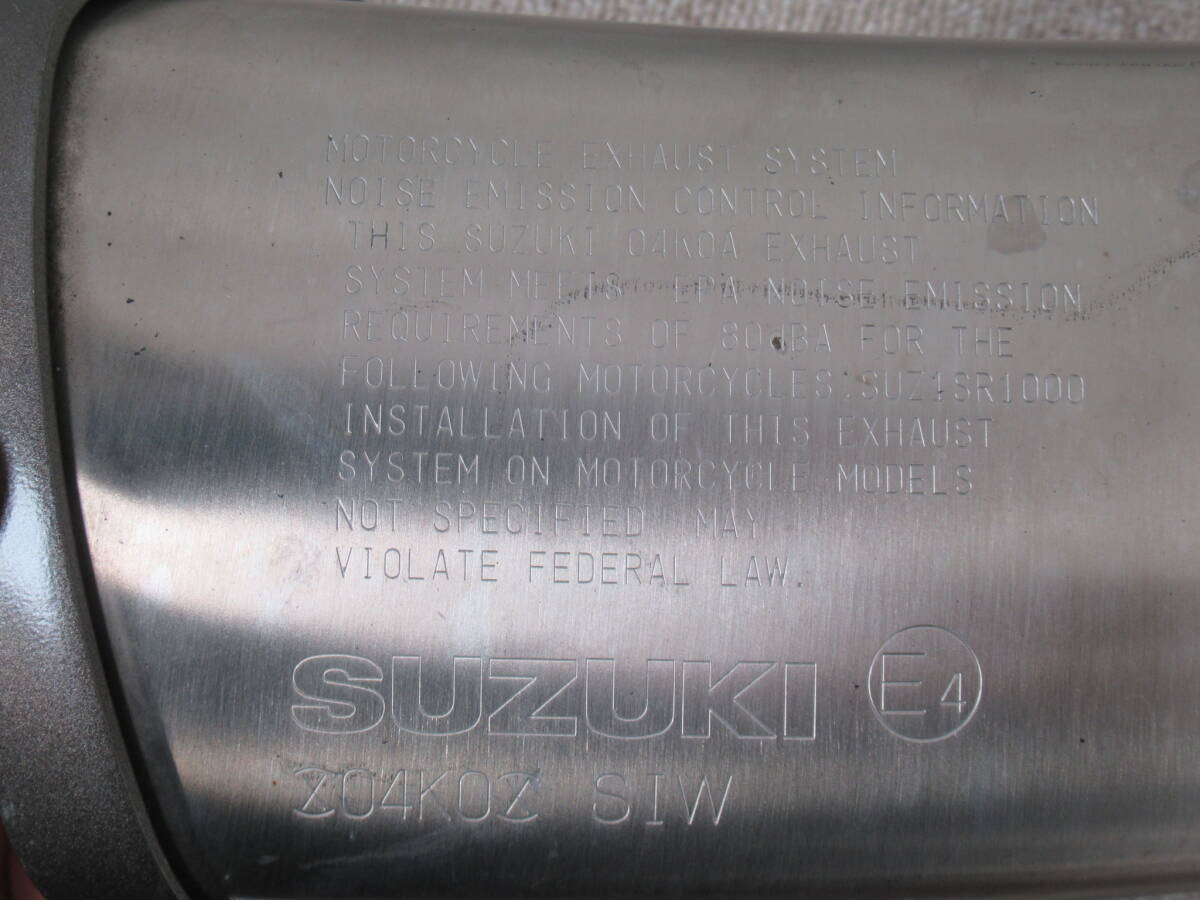 MOTORCYCLE EXHAUST SYSTEM
NOISE EMISSION CONTROL INFORMATION
THIS SUZUKI 04K0A EXHAUST
SYSTEM MEETS EPA NOISE EMISSION
REQUIREMENTS OF 80dBA FOR THE
FOLLOWING MOTORCYCLES:SUZ1SR1000
INSTALLATION OF THIS EXHAUST
SYSTEM ON MOTORCYCLE MODELS
NOT SPECIFIED MAY
VIOLATE FEDERAL LAW.
SUZUKI E4
Z04K0Z SIW